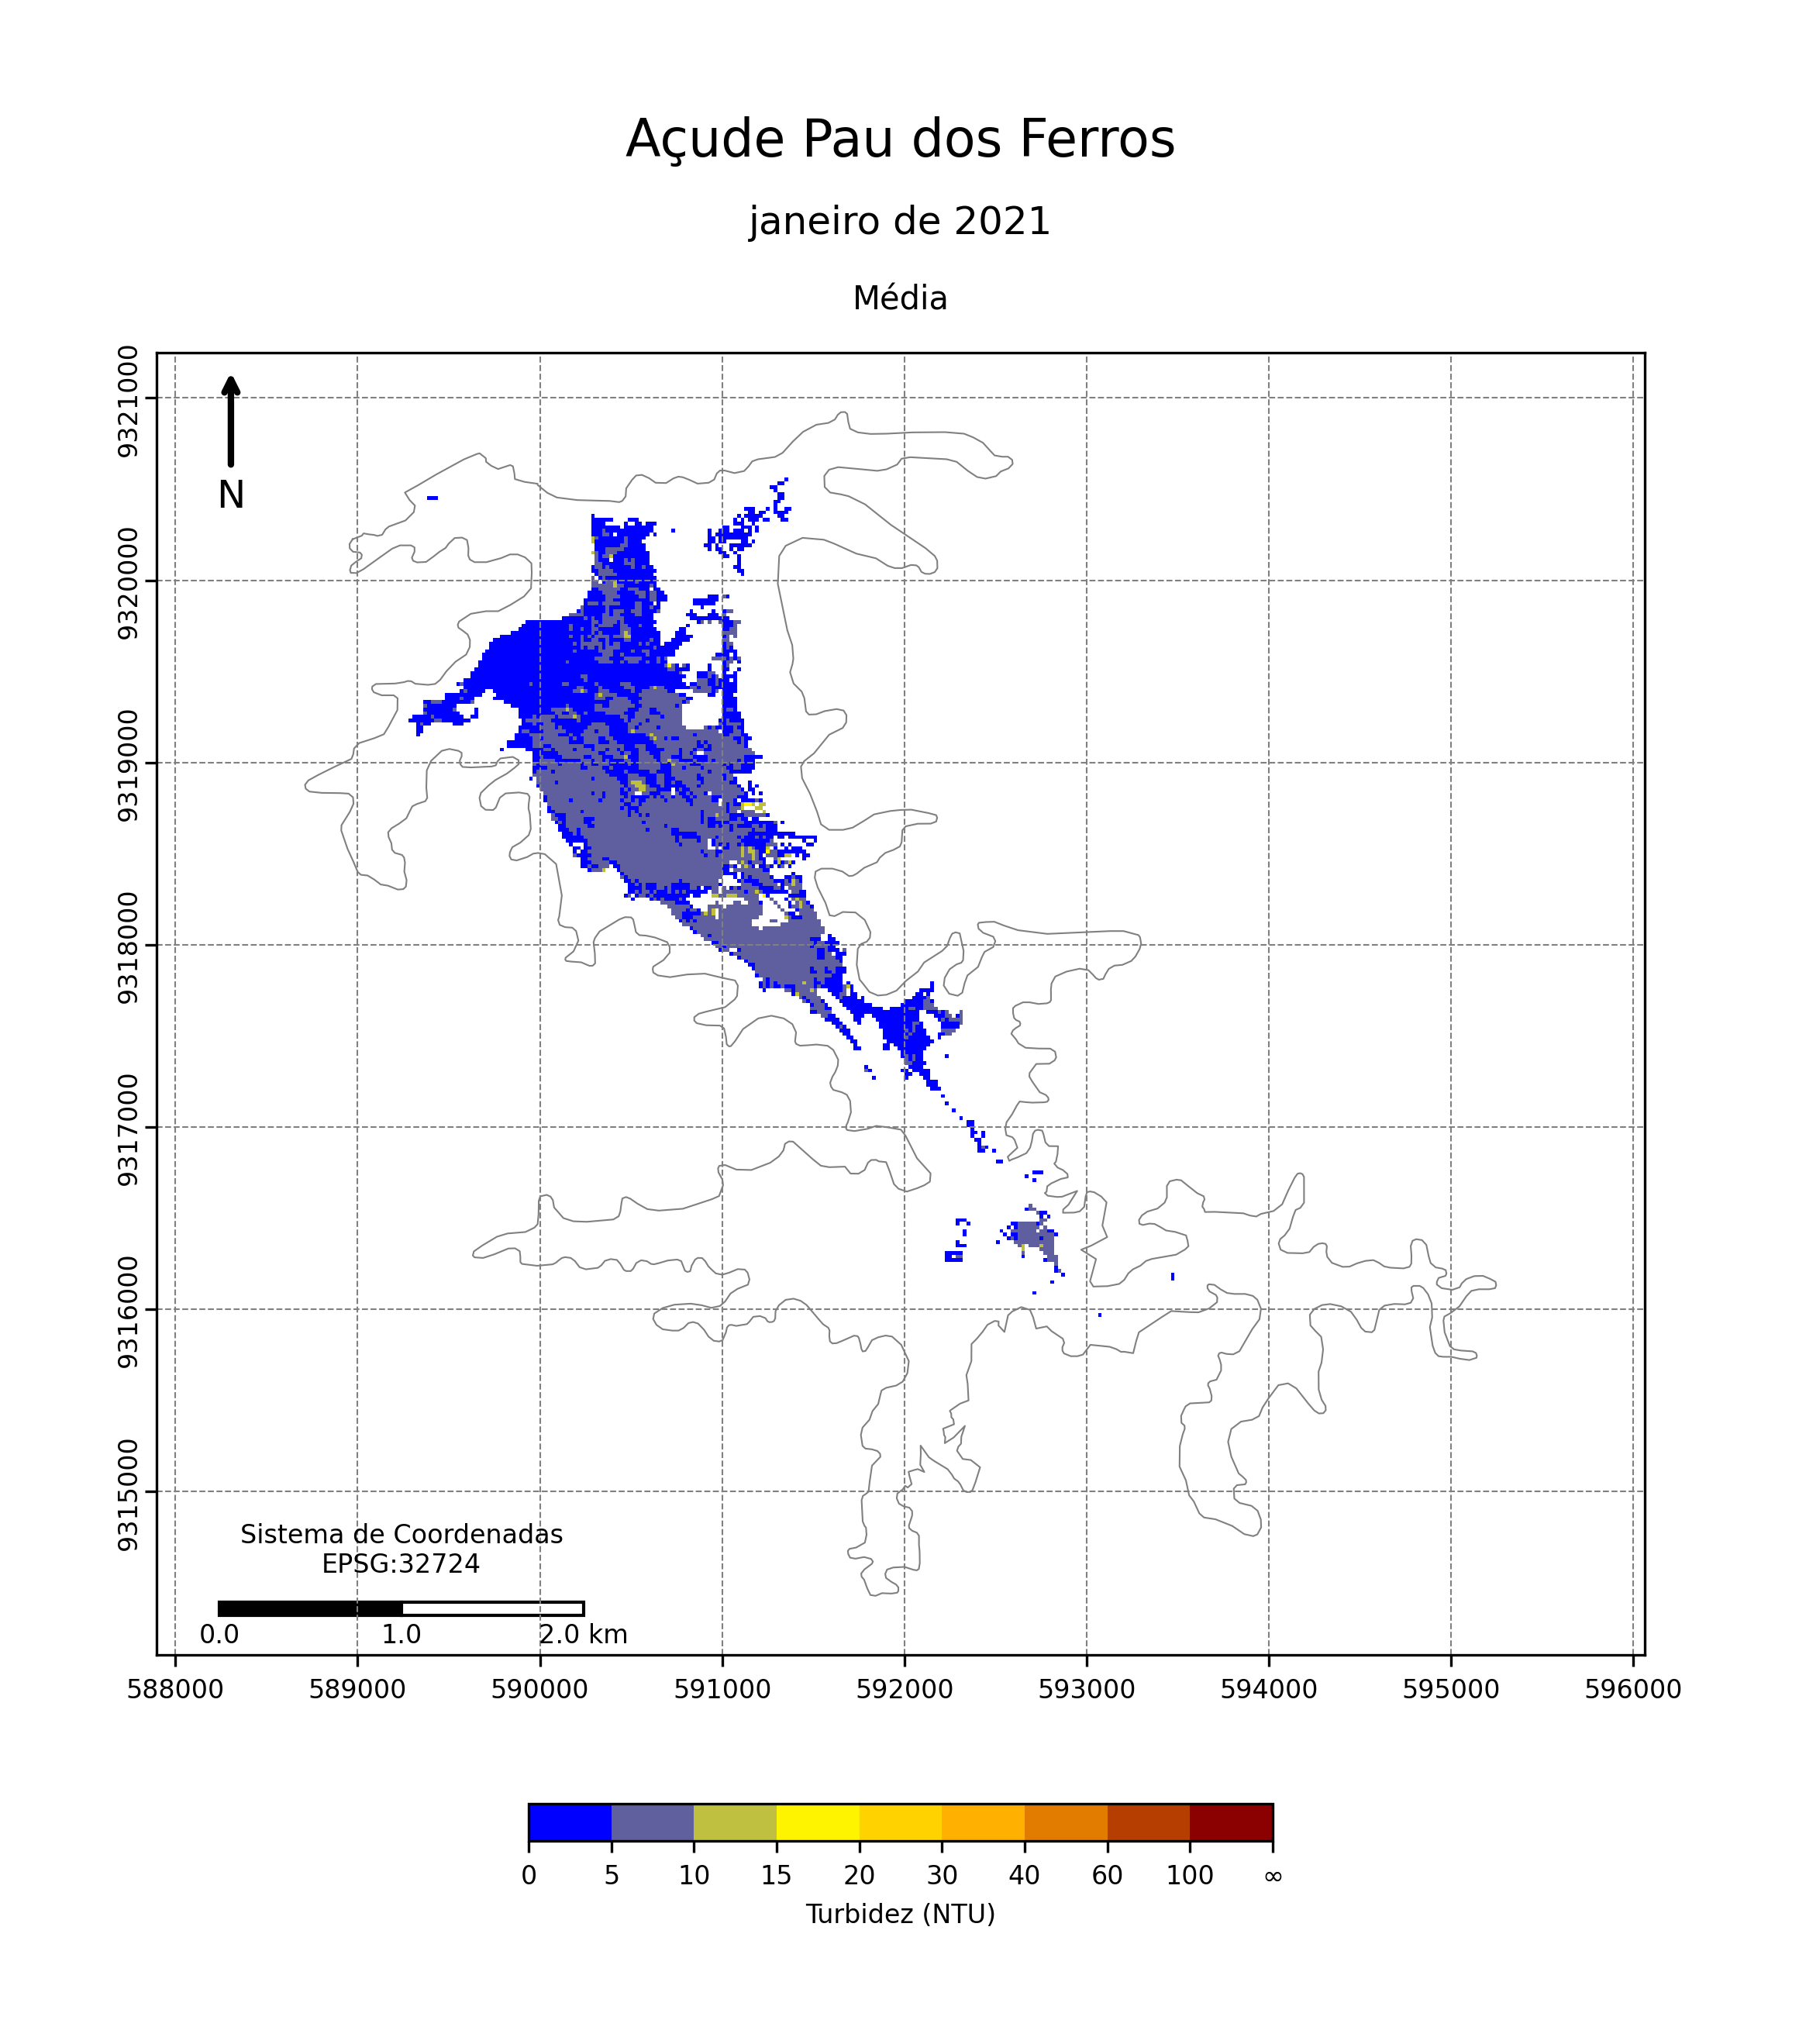 Açude Pau dos Ferros
janeiro de 2021
Média
9321000
9320000
9319000
9318000
9317000
9316000
9315000
N
Sistema de Coordenadas
EPSG:32724
0.0 1.0 2.0 km
588000 589000 590000 591000 592000 593000 594000 595000 596000
0 5 10 15 20 30 40 60 100 ∞
Turbidez (NTU)